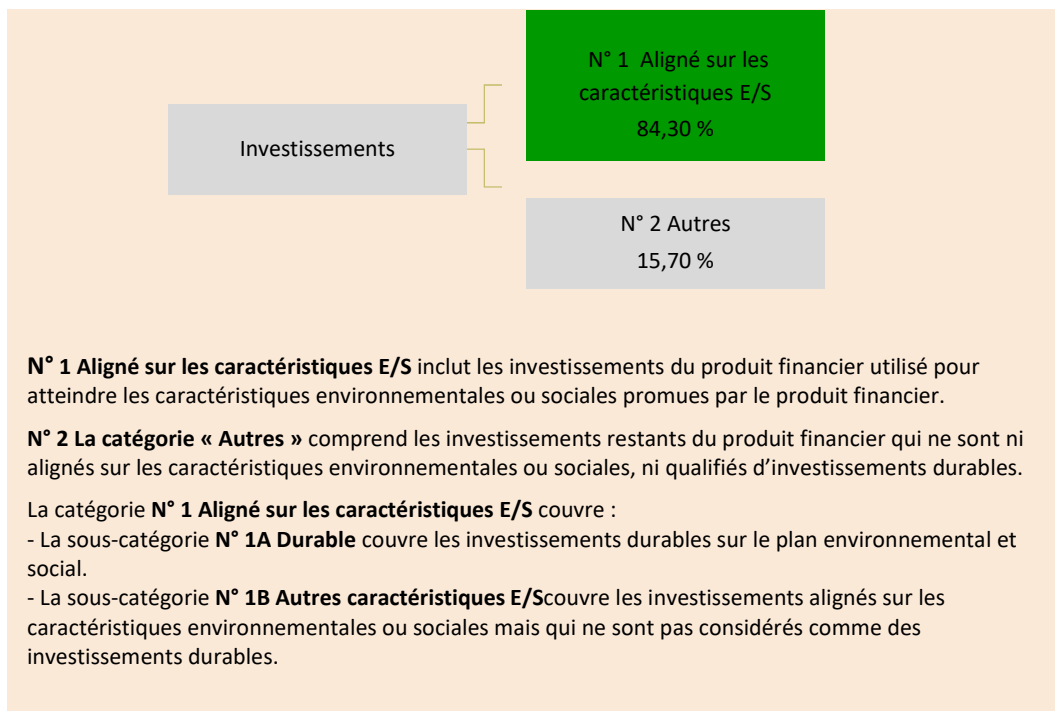 N° 1 Aligné sur les
caractéristiques E/S
84,30 %
Investissements
N° 2 Autres
15,70 %
N° 1 Aligné sur les caractéristiques E/S inclut les investissements du produit financier utilisé pour
atteindre les caractéristiques environnementales ou sociales promues par le produit financier.
N° 2 La catégorie « Autres » comprend les investissements restants du produit financier qui ne sont ni
alignés sur les caractéristiques environnementales ou sociales, ni qualifiés d’investissements durables.
La catégorie N° 1 Aligné sur les caractéristiques E/S couvre :
- La sous-catégorie N° 1A Durable couvre les investissements durables sur le plan environnemental et
social.
- La sous-catégorie N° 1B Autres caractéristiques E/Scouvre les investissements alignés sur les
caractéristiques environnementales ou sociales mais qui ne sont pas considérés comme des
investissements durables.